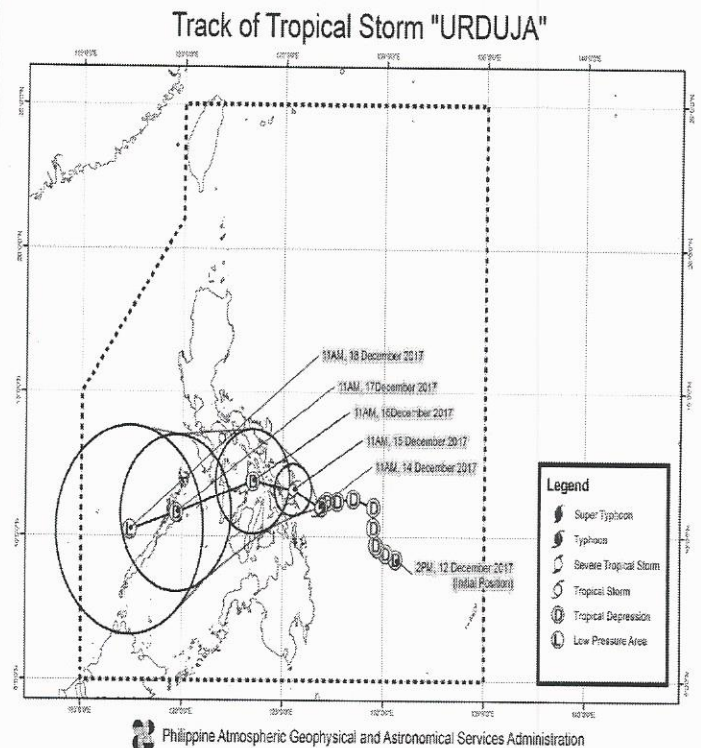 Track of Tropical Storm "URDUJA"
11AM, 18 December 2017
11AM, 17December 2017
11AM, 16December 2017
11AM, 15 December 2017
11AM, 14 December 2017
2PM, 12 December 2017
(Initial Position)
Legend
Super Typhoon
Typhoon
Severe Tropical Storm
Tropical Storm
D Tropical Depression
L Low Pressure Area
Philippine Atmospheric Geophysical and Astronomical Services Administration